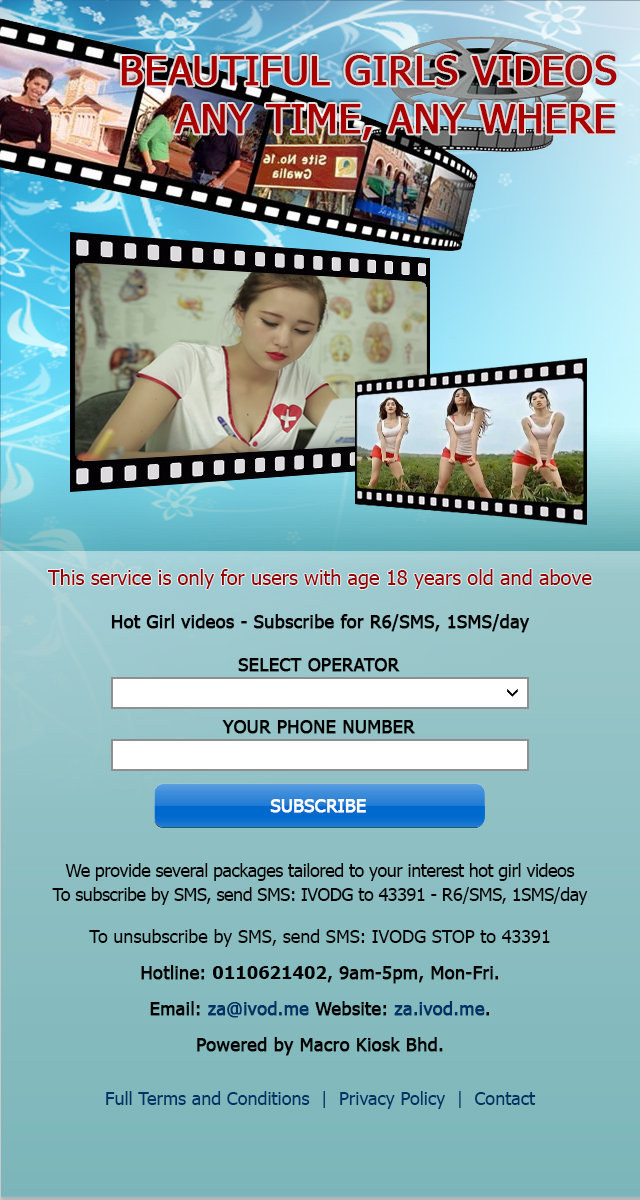 BEAUTIFUL GIRLS VIDEOS
ANY TIME, ANY WHERE
Site No.16
Gwalia
This service is only for users with age 18 years old and above
Hot Girl videos - Subscribe for R6/SMS, 1SMS/day
SELECT OPERATOR
YOUR PHONE NUMBER
SUBSCRIBE
We provide several packages tailored to your interest hot girl videos
To subscribe by SMS, send SMS: IVODG to 43391 - R6/SMS, 1SMS/day
To unsubscribe by SMS, send SMS: IVODG STOP to 43391
Hotline: 0110621402, 9am-5pm, Mon-Fri.
Email: za@ivod.me Website: za.ivod.me.
Powered by Macro Kiosk Bhd.
Full Terms and Conditions | Privacy Policy | Contact